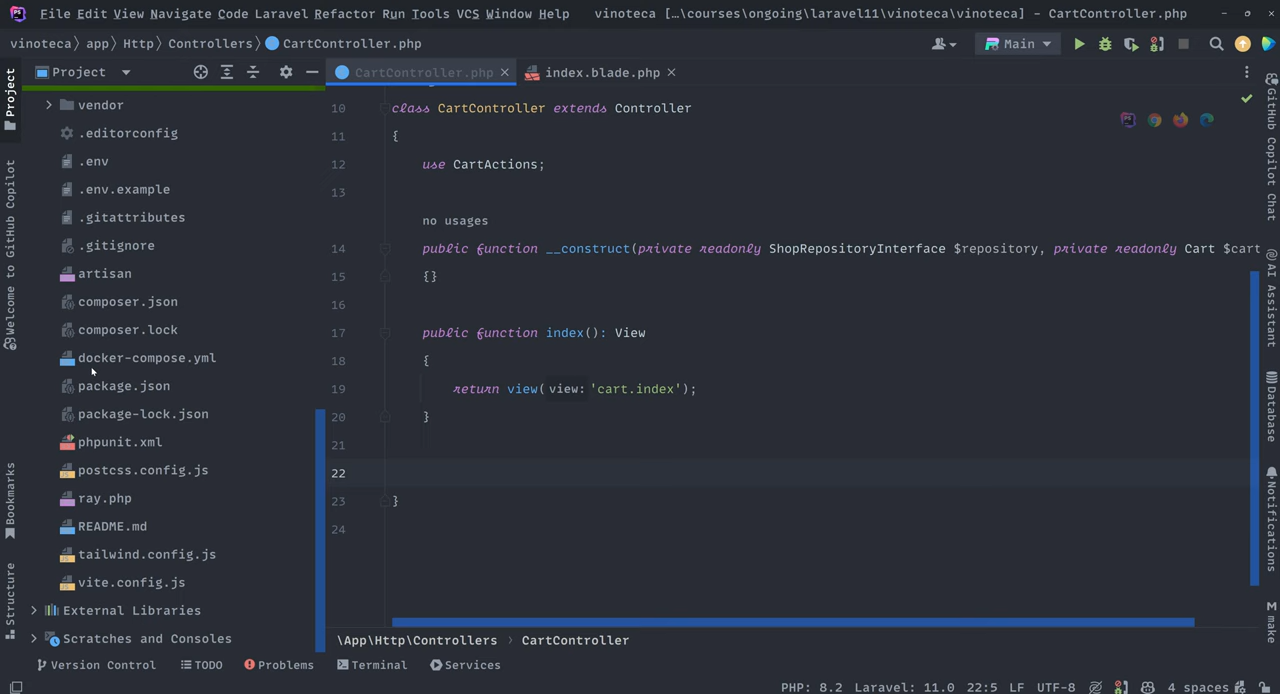 File Edit View Navigate Code Laravel Refactor Run Tools VCS Window Help vinoteca […\courses\ongoing\laravel11\vinoteca\vinoteca] - CartController.php
vinoteca app Http Controllers CartController.php Main
Project CartController.php index.blade.php
vendor
.editorconfig
.env
.env.example
.gitattributes
.gitignore
artisan
composer.json
composer.lock
docker-compose.yml
package.json
package-lock.json
phpunit.xml
postcss.config.js
ray.php
README.md
tailwind.config.js
vite.config.js
External Libraries
Scratches and Consoles
10 class CartController extends Controller
11 {
12 use CartActions;
13
no usages
14 public function __construct(private readonly ShopRepositoryInterface $repository, private readonly Cart $cart
15 {}
16
17 public function index(): View
18 {
19 return view( view: 'cart.index');
20 }
21
22
23 }
24
\App\Http\Controllers › CartController
Project
Welcome to GitHub Copilot
Bookmarks
Structure
GitHub Copilot Chat
AI Assistant
Database
Notifications
M make
Version Control TODO Problems Terminal Services
PHP: 8.2 Laravel: 11.0 22:5 LF UTF-8 4 spaces